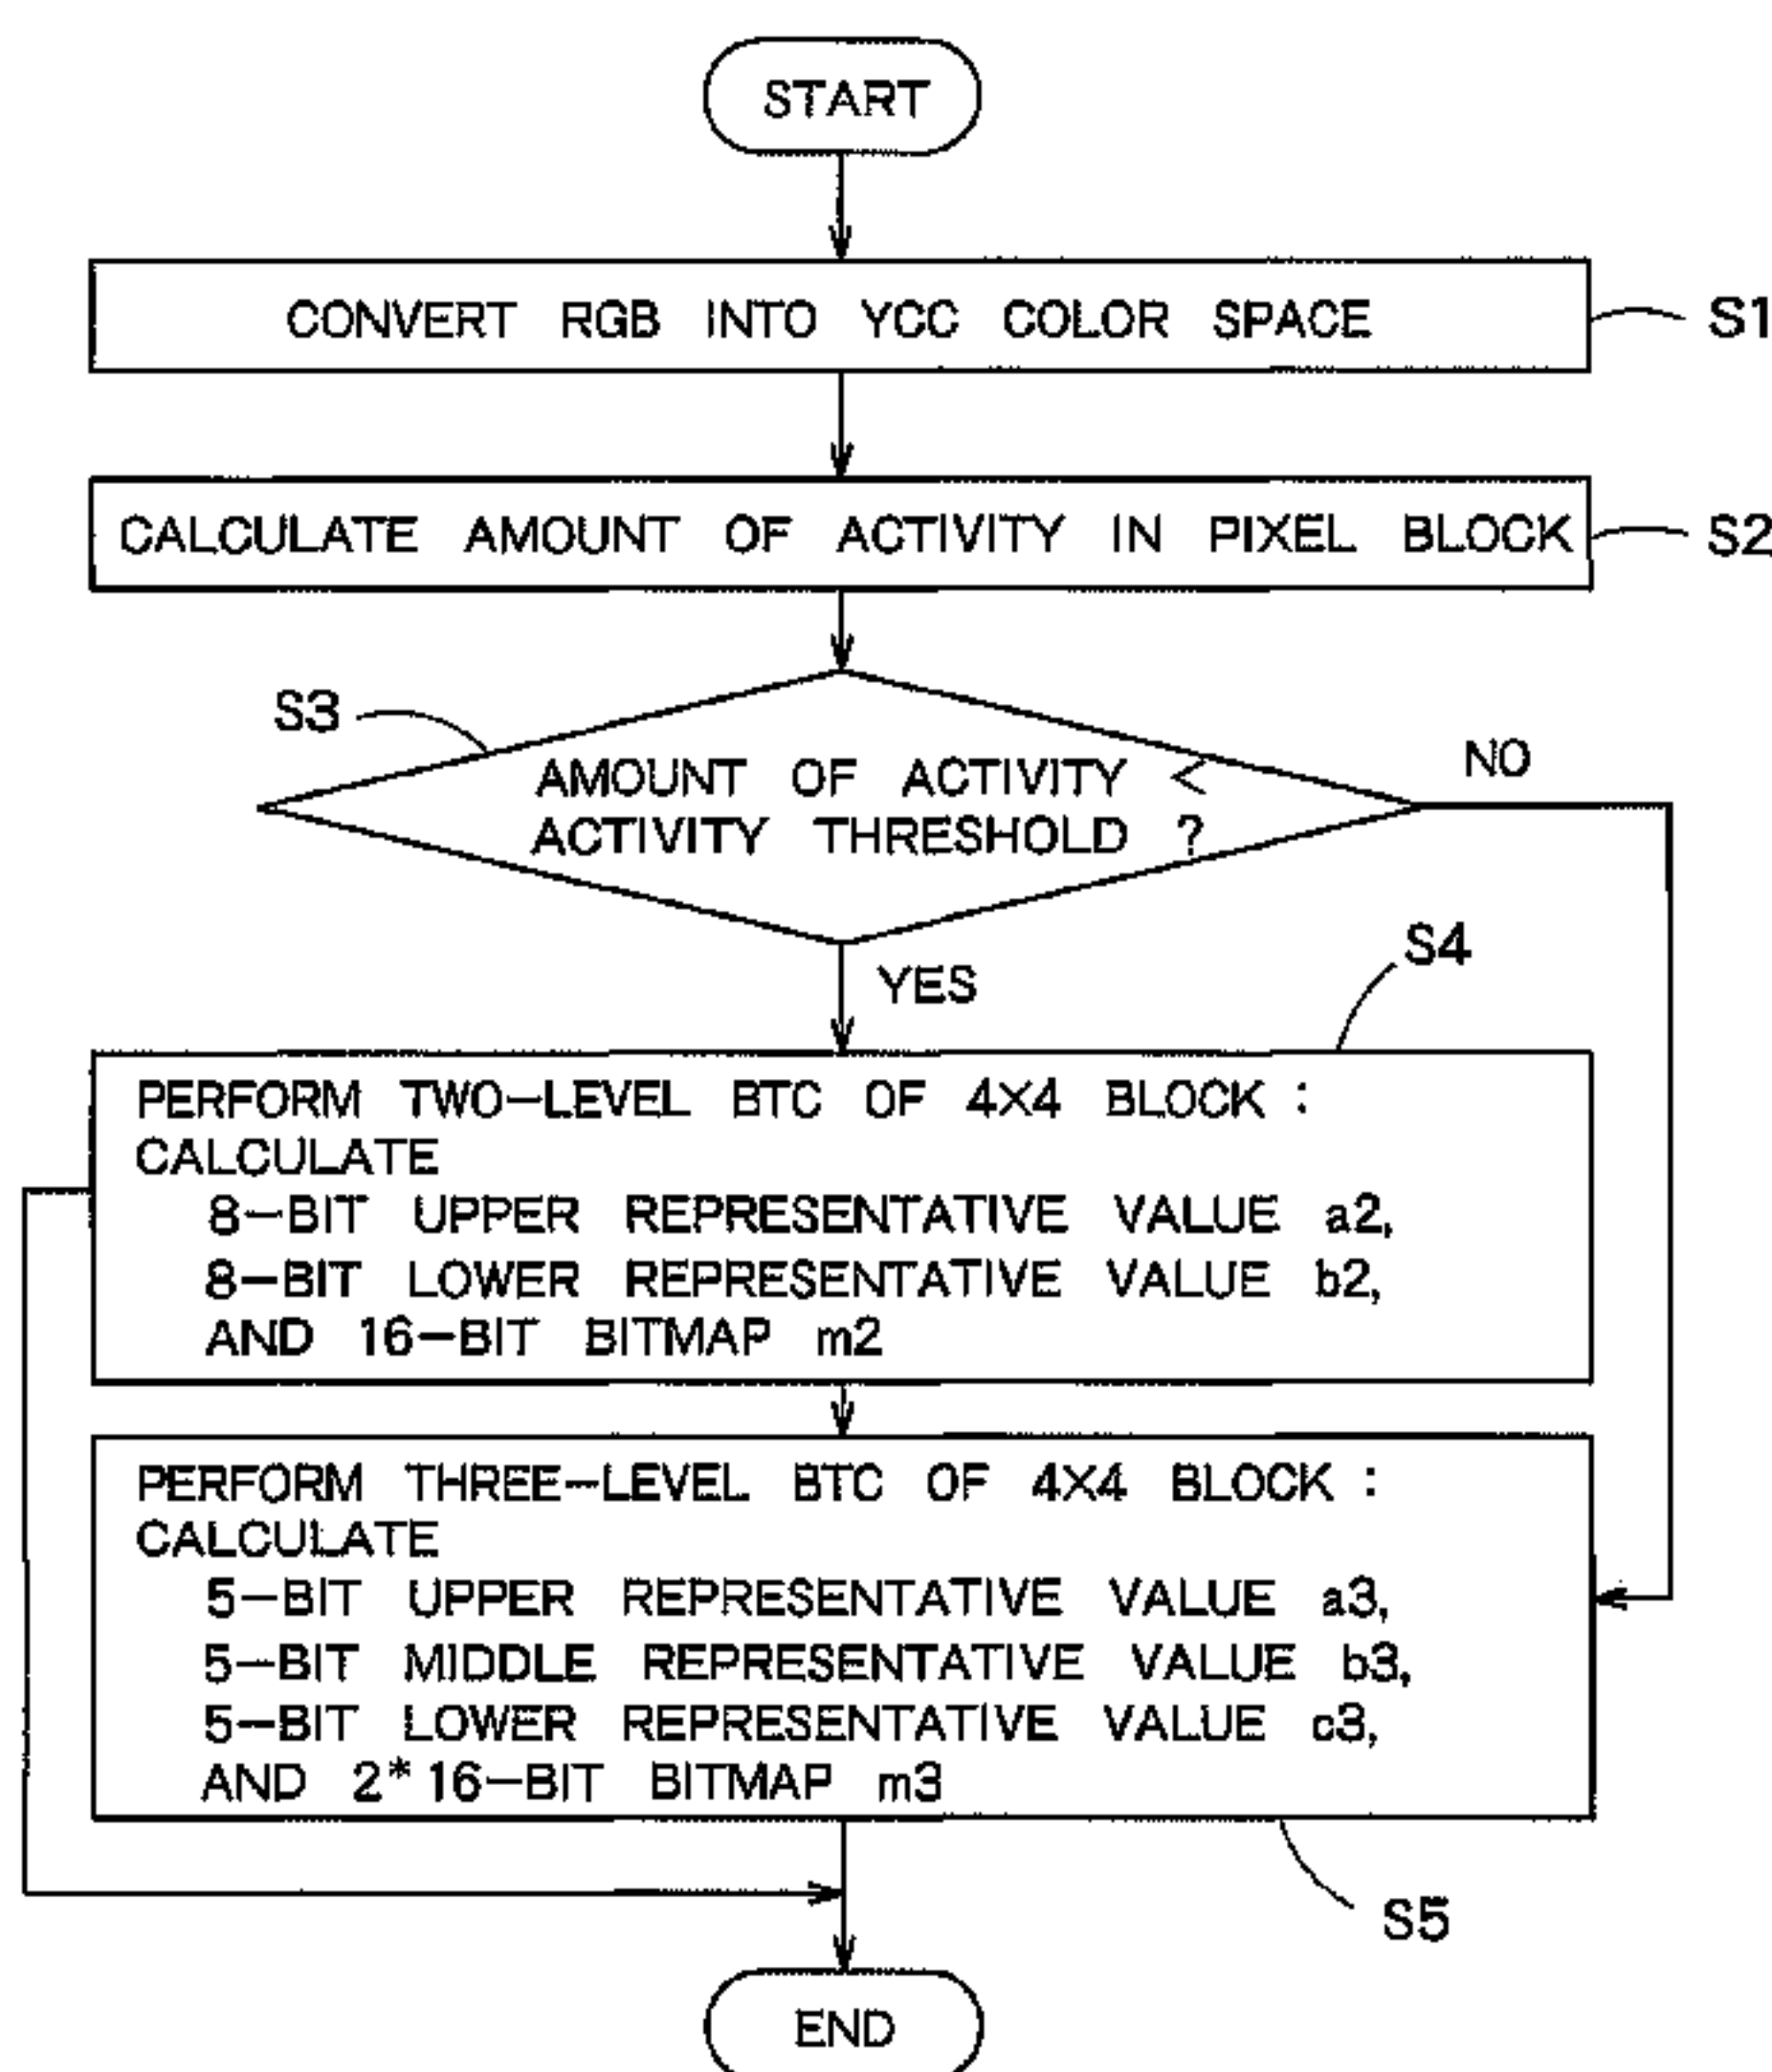 START
CONVERT RGB INTO YCC COLOR SPACE
S1
CALCULATE AMOUNT OF ACTIVITY IN PIXEL BLOCK
S2
S3
AMOUNT OF ACTIVITY <
ACTIVITY THRESHOLD ?
NO
YES
S4
PERFORM TWO-LEVEL BTC OF 4×4 BLOCK :
CALCULATE
8-BIT UPPER REPRESENTATIVE VALUE a2,
8-BIT LOWER REPRESENTATIVE VALUE b2,
AND 16-BIT BITMAP m2
PERFORM THREE-LEVEL BTC OF 4×4 BLOCK :
CALCULATE
5-BIT UPPER REPRESENTATIVE VALUE a3,
5-BIT MIDDLE REPRESENTATIVE VALUE b3,
5-BIT LOWER REPRESENTATIVE VALUE c3,
AND 2*16-BIT BITMAP m3
S5
END